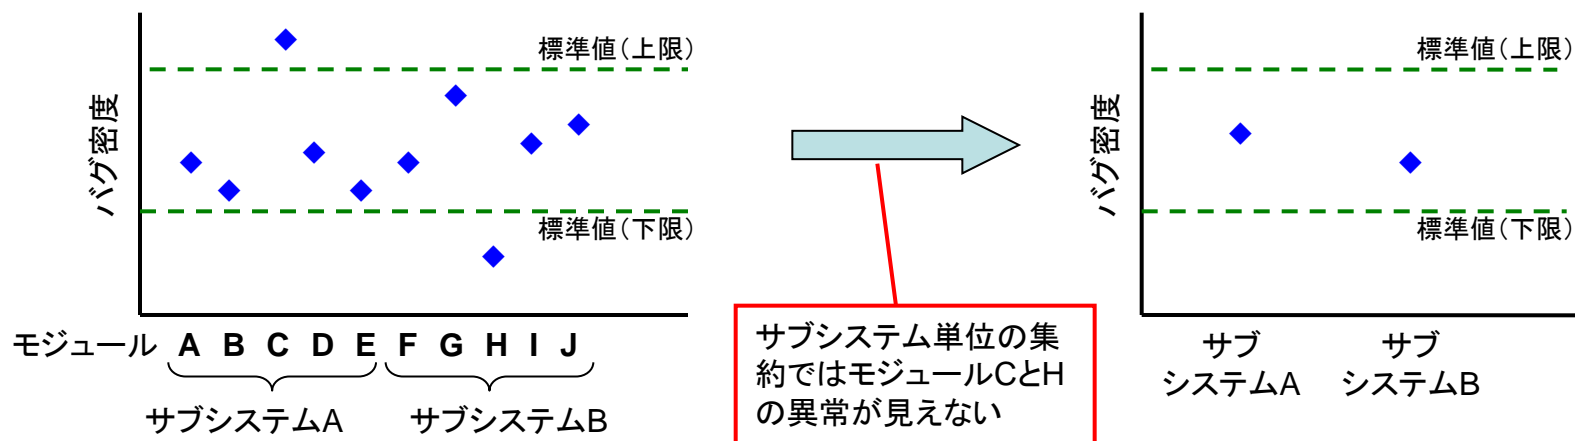 バグ密度
標準値（上限）
標準値（下限）
モジュール A B C D E F G H I J
サブシステムA
サブシステムB
サブシステム単位の集
約ではモジュールCとH
の異常が見えない
バグ密度
標準値（上限）
標準値（下限）
サブ
システムA
サブ
システムB